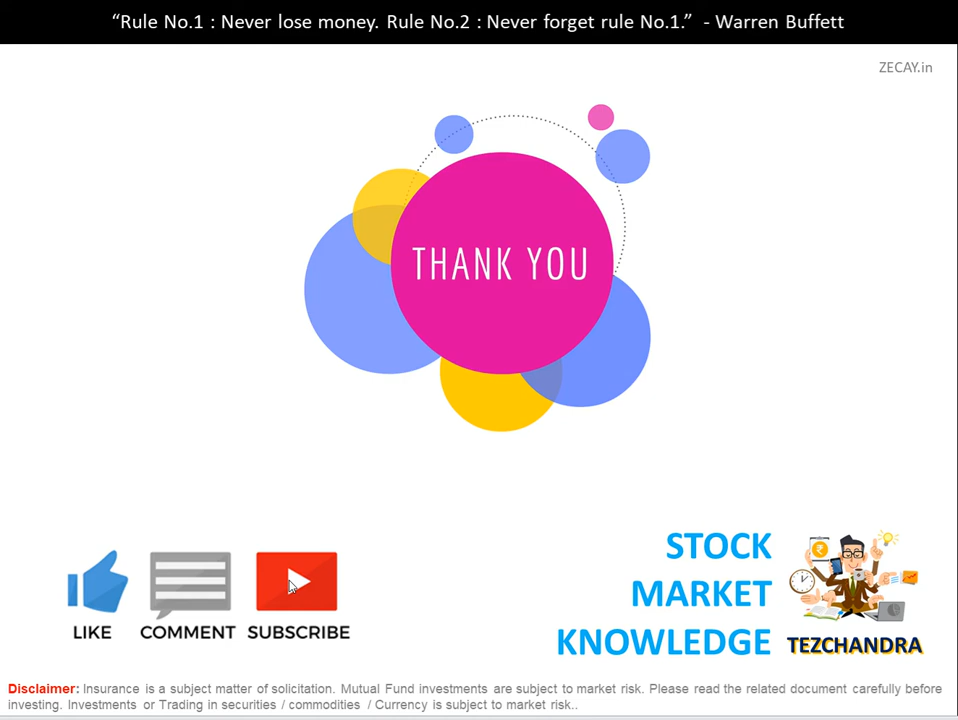 “Rule No.1 : Never lose money. Rule No.2 : Never forget rule No.1.” - Warren Buffett
ZECAY.in
THANK YOU
STOCK
MARKET
KNOWLEDGE
LIKE COMMENT SUBSCRIBE
TEZCHANDRA
Disclaimer: Insurance is a subject matter of solicitation. Mutual Fund investments are subject to market risk. Please read the related document carefully before
investing. Investments or Trading in securities / commodities / Currency is subject to market risk..